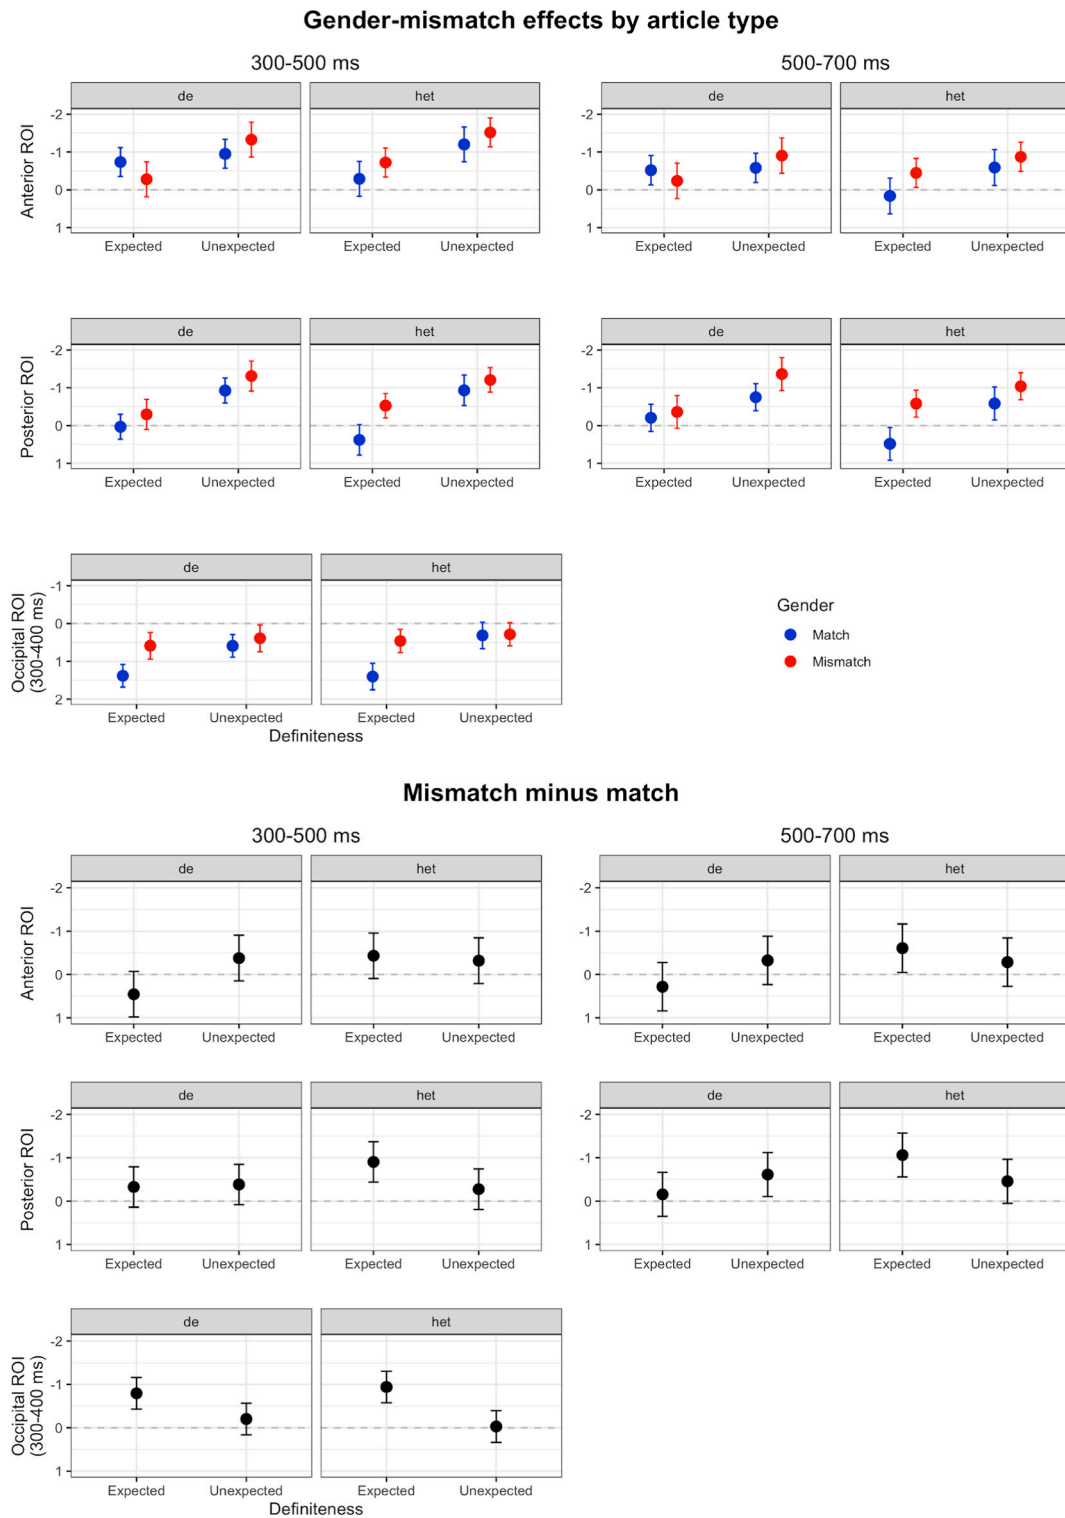 Gender-mismatch effects by article type
300-500 ms
500-700 ms
de
het
de
het
Anterior ROI
-2
-1
0
1
Expected
Unexpected
Expected
Unexpected
Expected
Unexpected
Expected
Unexpected
de
het
de
het
Posterior ROI
-2
-1
0
1
Expected
Unexpected
Expected
Unexpected
Expected
Unexpected
Expected
Unexpected
de
het
Occipital ROI
(300-400 ms)
-1
0
1
2
Expected
Unexpected
Expected
Unexpected
Definiteness
Gender
Match
Mismatch
Mismatch minus match
300-500 ms
500-700 ms
de
het
de
het
Anterior ROI
-2
-1
0
1
Expected
Unexpected
Expected
Unexpected
Expected
Unexpected
Expected
Unexpected
de
het
de
het
Posterior ROI
-2
-1
0
1
Expected
Unexpected
Expected
Unexpected
Expected
Unexpected
Expected
Unexpected
de
het
Occipital ROI
(300-400 ms)
-2
-1
0
1
Expected
Unexpected
Expected
Unexpected
Definiteness